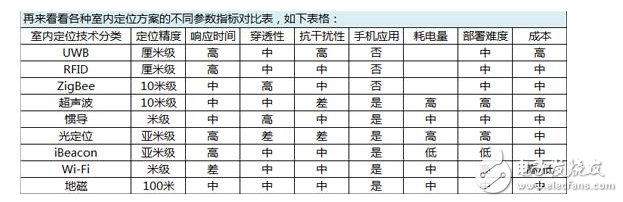 再来看看各种室内定位方案的不同参数指标对比表，如下表格：
室内定位技术分类 定位精度 响应时间 穿透性 抗干扰性 手机应用 耗电量 部署难度 成本
UWB 厘米级 高 中 高 否 中 高
RFID 厘米级 高 中 中 否 中 中
ZigBee 10米级 中 高 中 否 中 中
超声波 10米级 中 中 差 是 高 高 高
惯导 米级 中 高 中 是 中 中 中
光定位 亚米级 高 差 差 是 高 高 中
iBeacon 亚米级 高 中 中 是 低 低 中
Wi-Fi 米级 差 中 中 是 中
地磁 100米 中 中 中 是 中 中
电子发烧友
www.elecfans.com